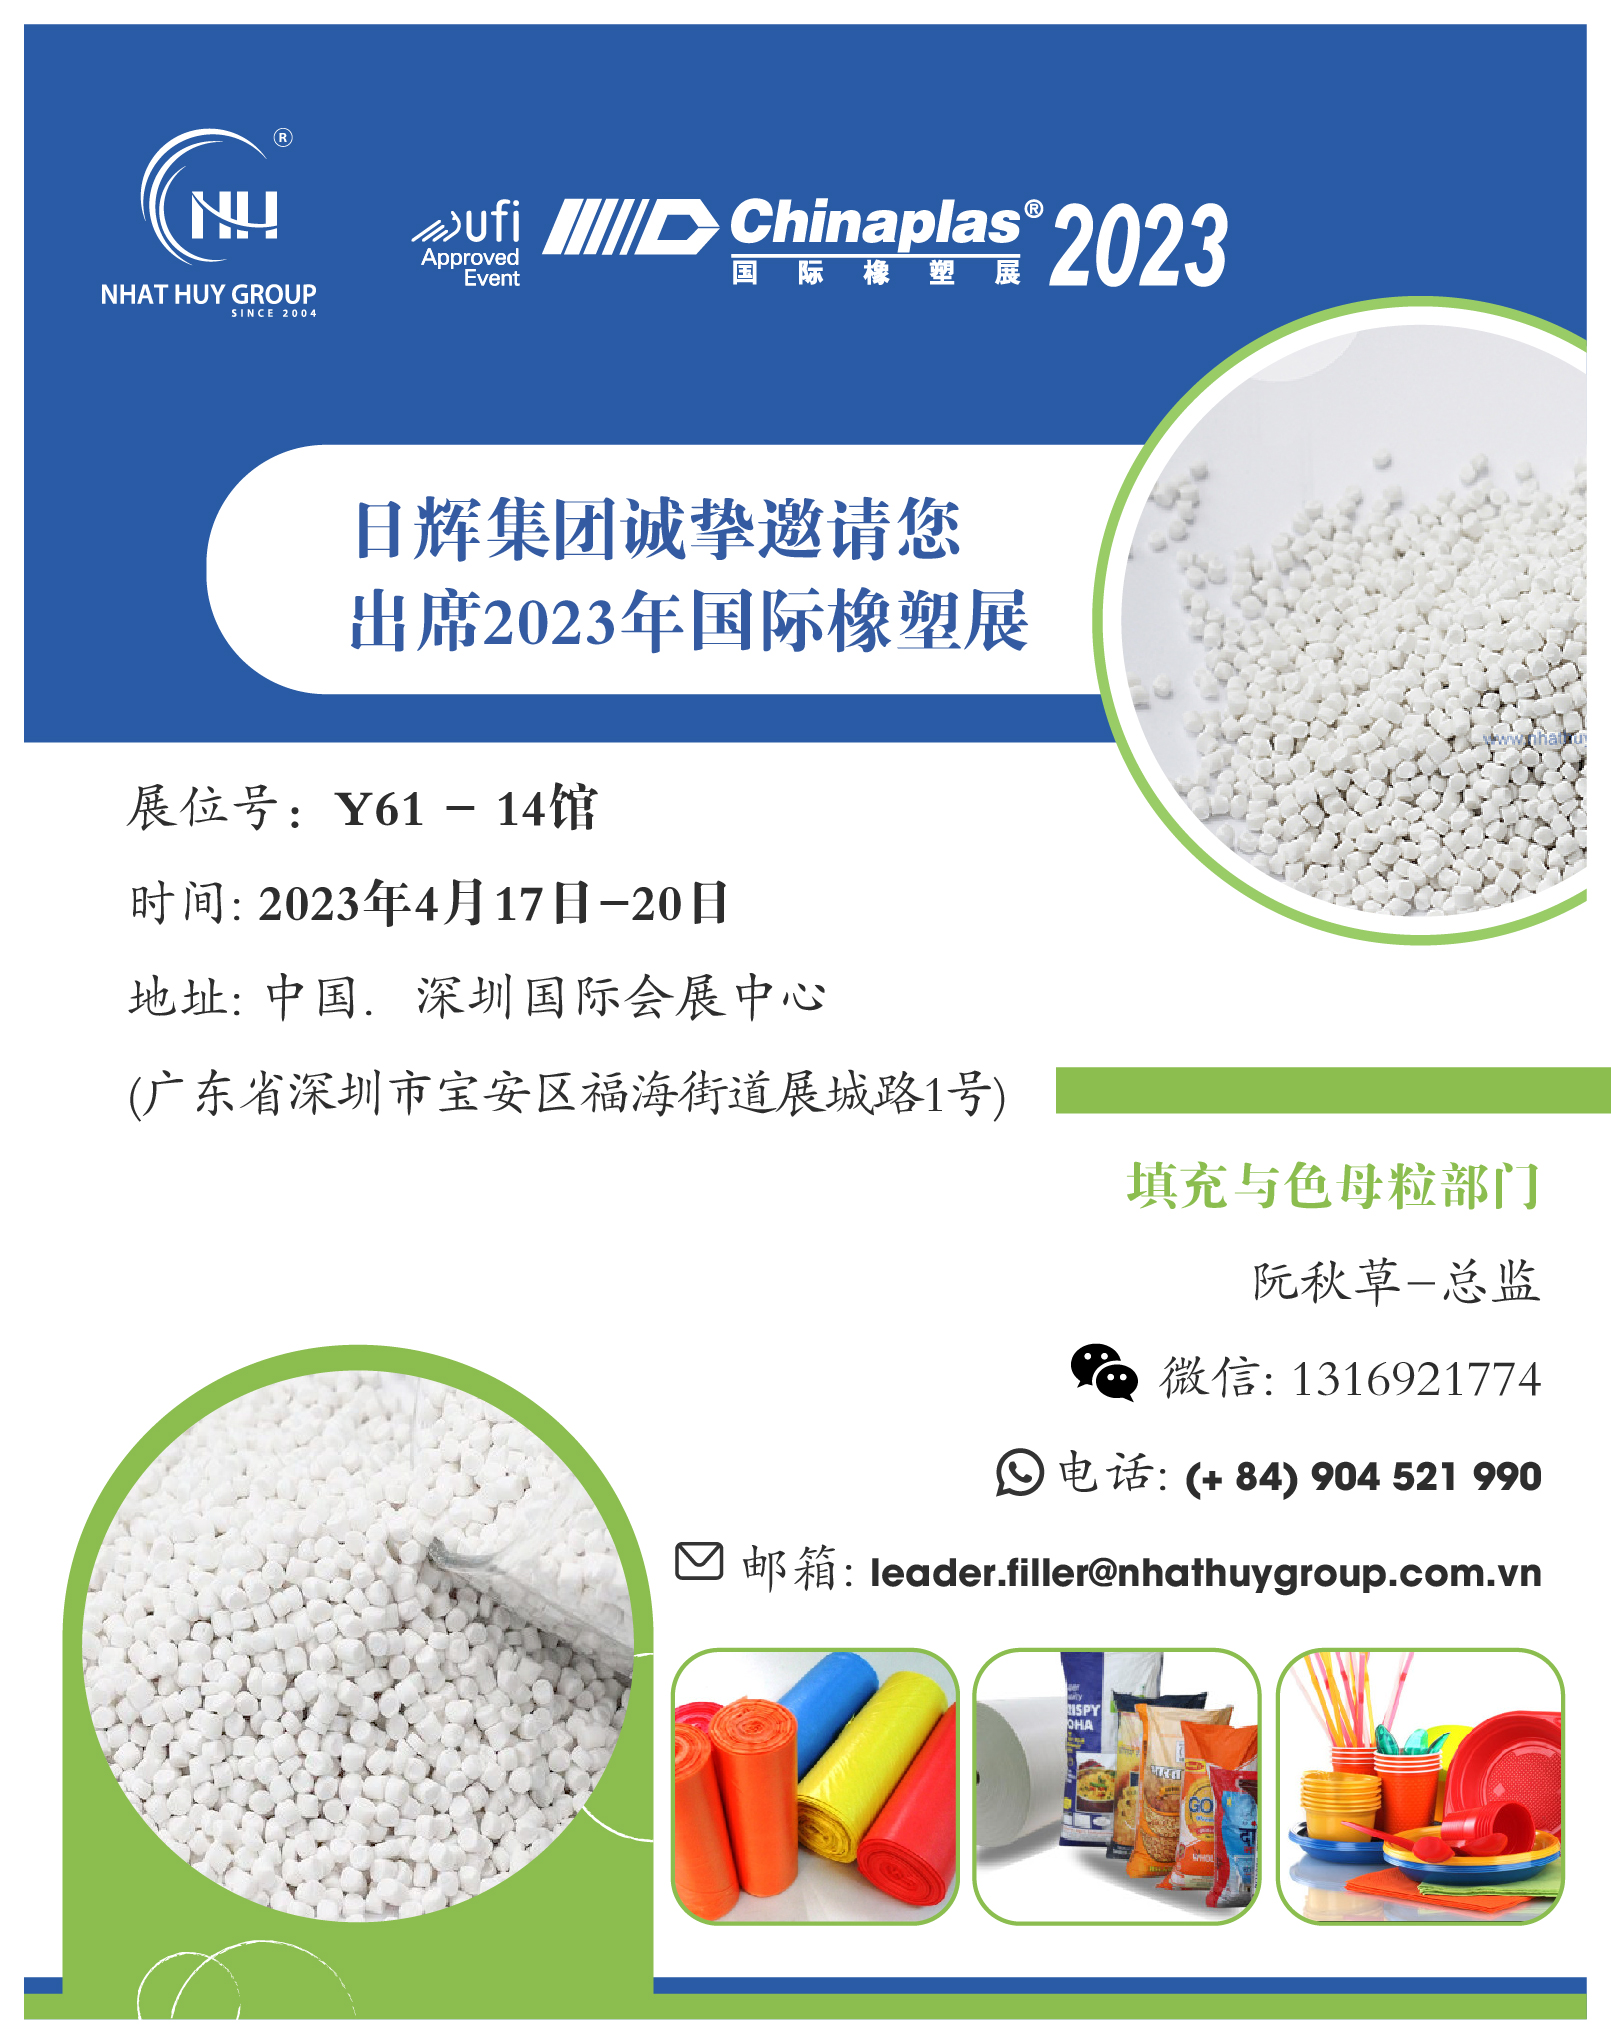 NHAT HUY GROUP
SINCE 2004
ufi
Approved
Event
Chinaplas® 2023
国际橡塑展
日辉集团诚挚邀请您
出席2023年国际橡塑展
展位号：Y61 - 14馆
时间: 2023年4月17日-20日
地址: 中国. 深圳国际会展中心
(广东省深圳市宝安区福海街道展城路1号)
填充与色母粒部门
阮秋草-总监
微信: 1316921774
电话: (+ 84) 904 521 990
邮箱: leader.filler@nhathuygroup.com.vn